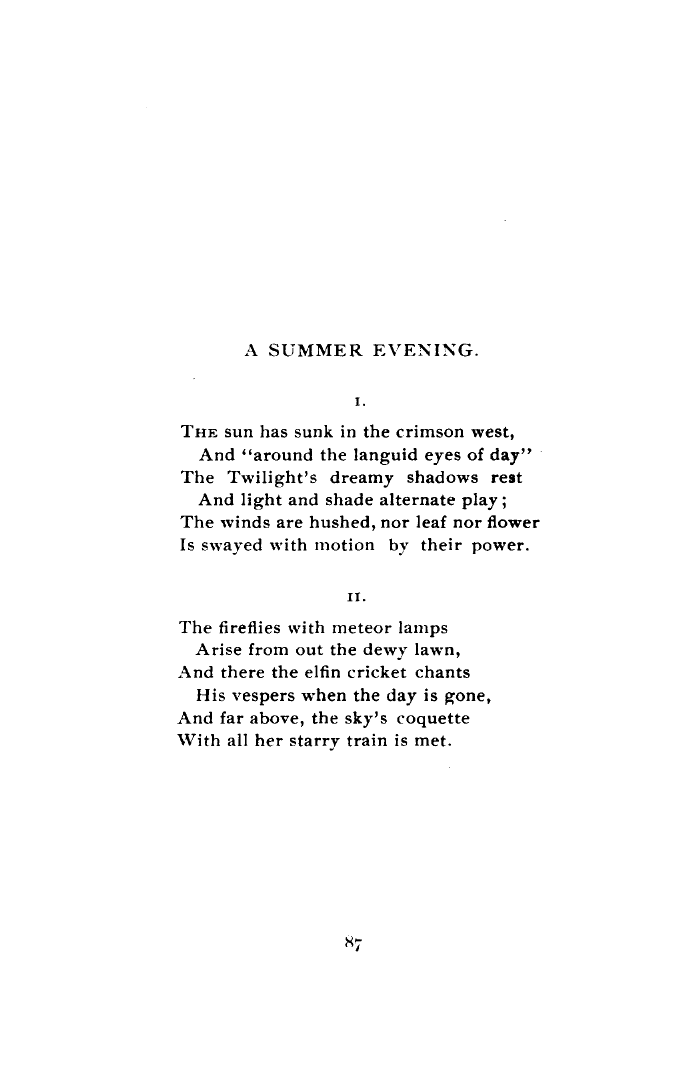 A SUMMER EVENING.
I.
THE sun has sunk in the crimson west,
And “around the languid eyes of day”
The Twilight's dreamy shadows rest
And light and shade alternate play;
The winds are hushed, nor leaf nor flower
Is swayed with motion by their power.
II.
The fireflies with meteor lamps
Arise from out the dewy lawn,
And there the elfin cricket chants
His vespers when the day is gone,
And far above, the sky's coquette
With all her starry train is met.
87